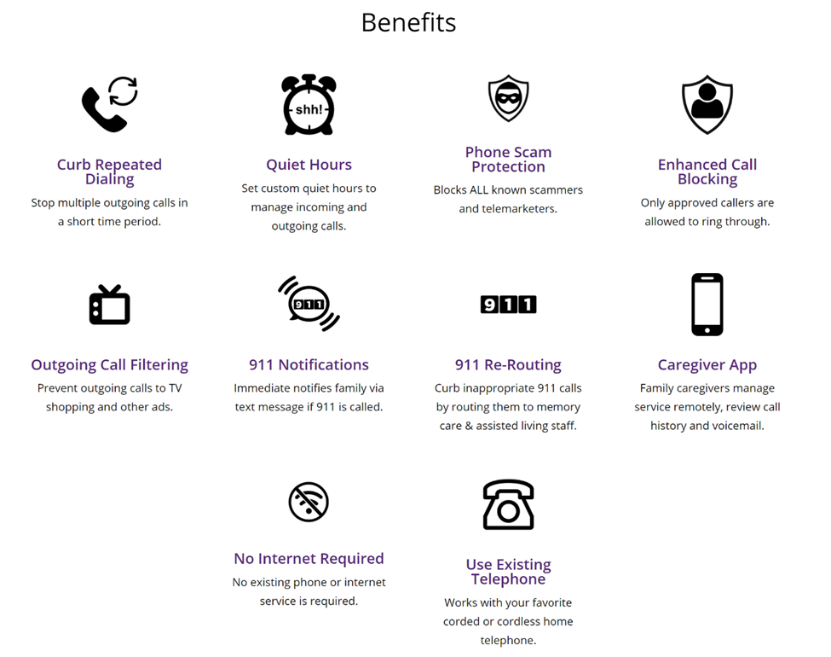 Benefits
shh!
Curb Repeated
Dialing
Stop multiple outgoing calls in
a short time period.
Quiet Hours
Set custom quiet hours to
manage incoming and
outgoing calls.
Phone Scam
Protection
Blocks ALL known scammers
and telemarketers.
Enhanced Call
Blocking
Only approved callers are
allowed to ring through.
Outgoing Call Filtering
Prevent outgoing calls to TV
shopping and other ads.
911
911 Notifications
Immediate notifies family via
text message if 911 is called.
911
911 Re-Routing
Curb inappropriate 911 calls
by routing them to memory
care & assisted living staff.
Caregiver App
Family caregivers manage
service remotely, review call
history and voicemail.
No Internet Required
No existing phone or internet
service is required.
Use Existing
Telephone
Works with your favorite
corded or cordless home
telephone.